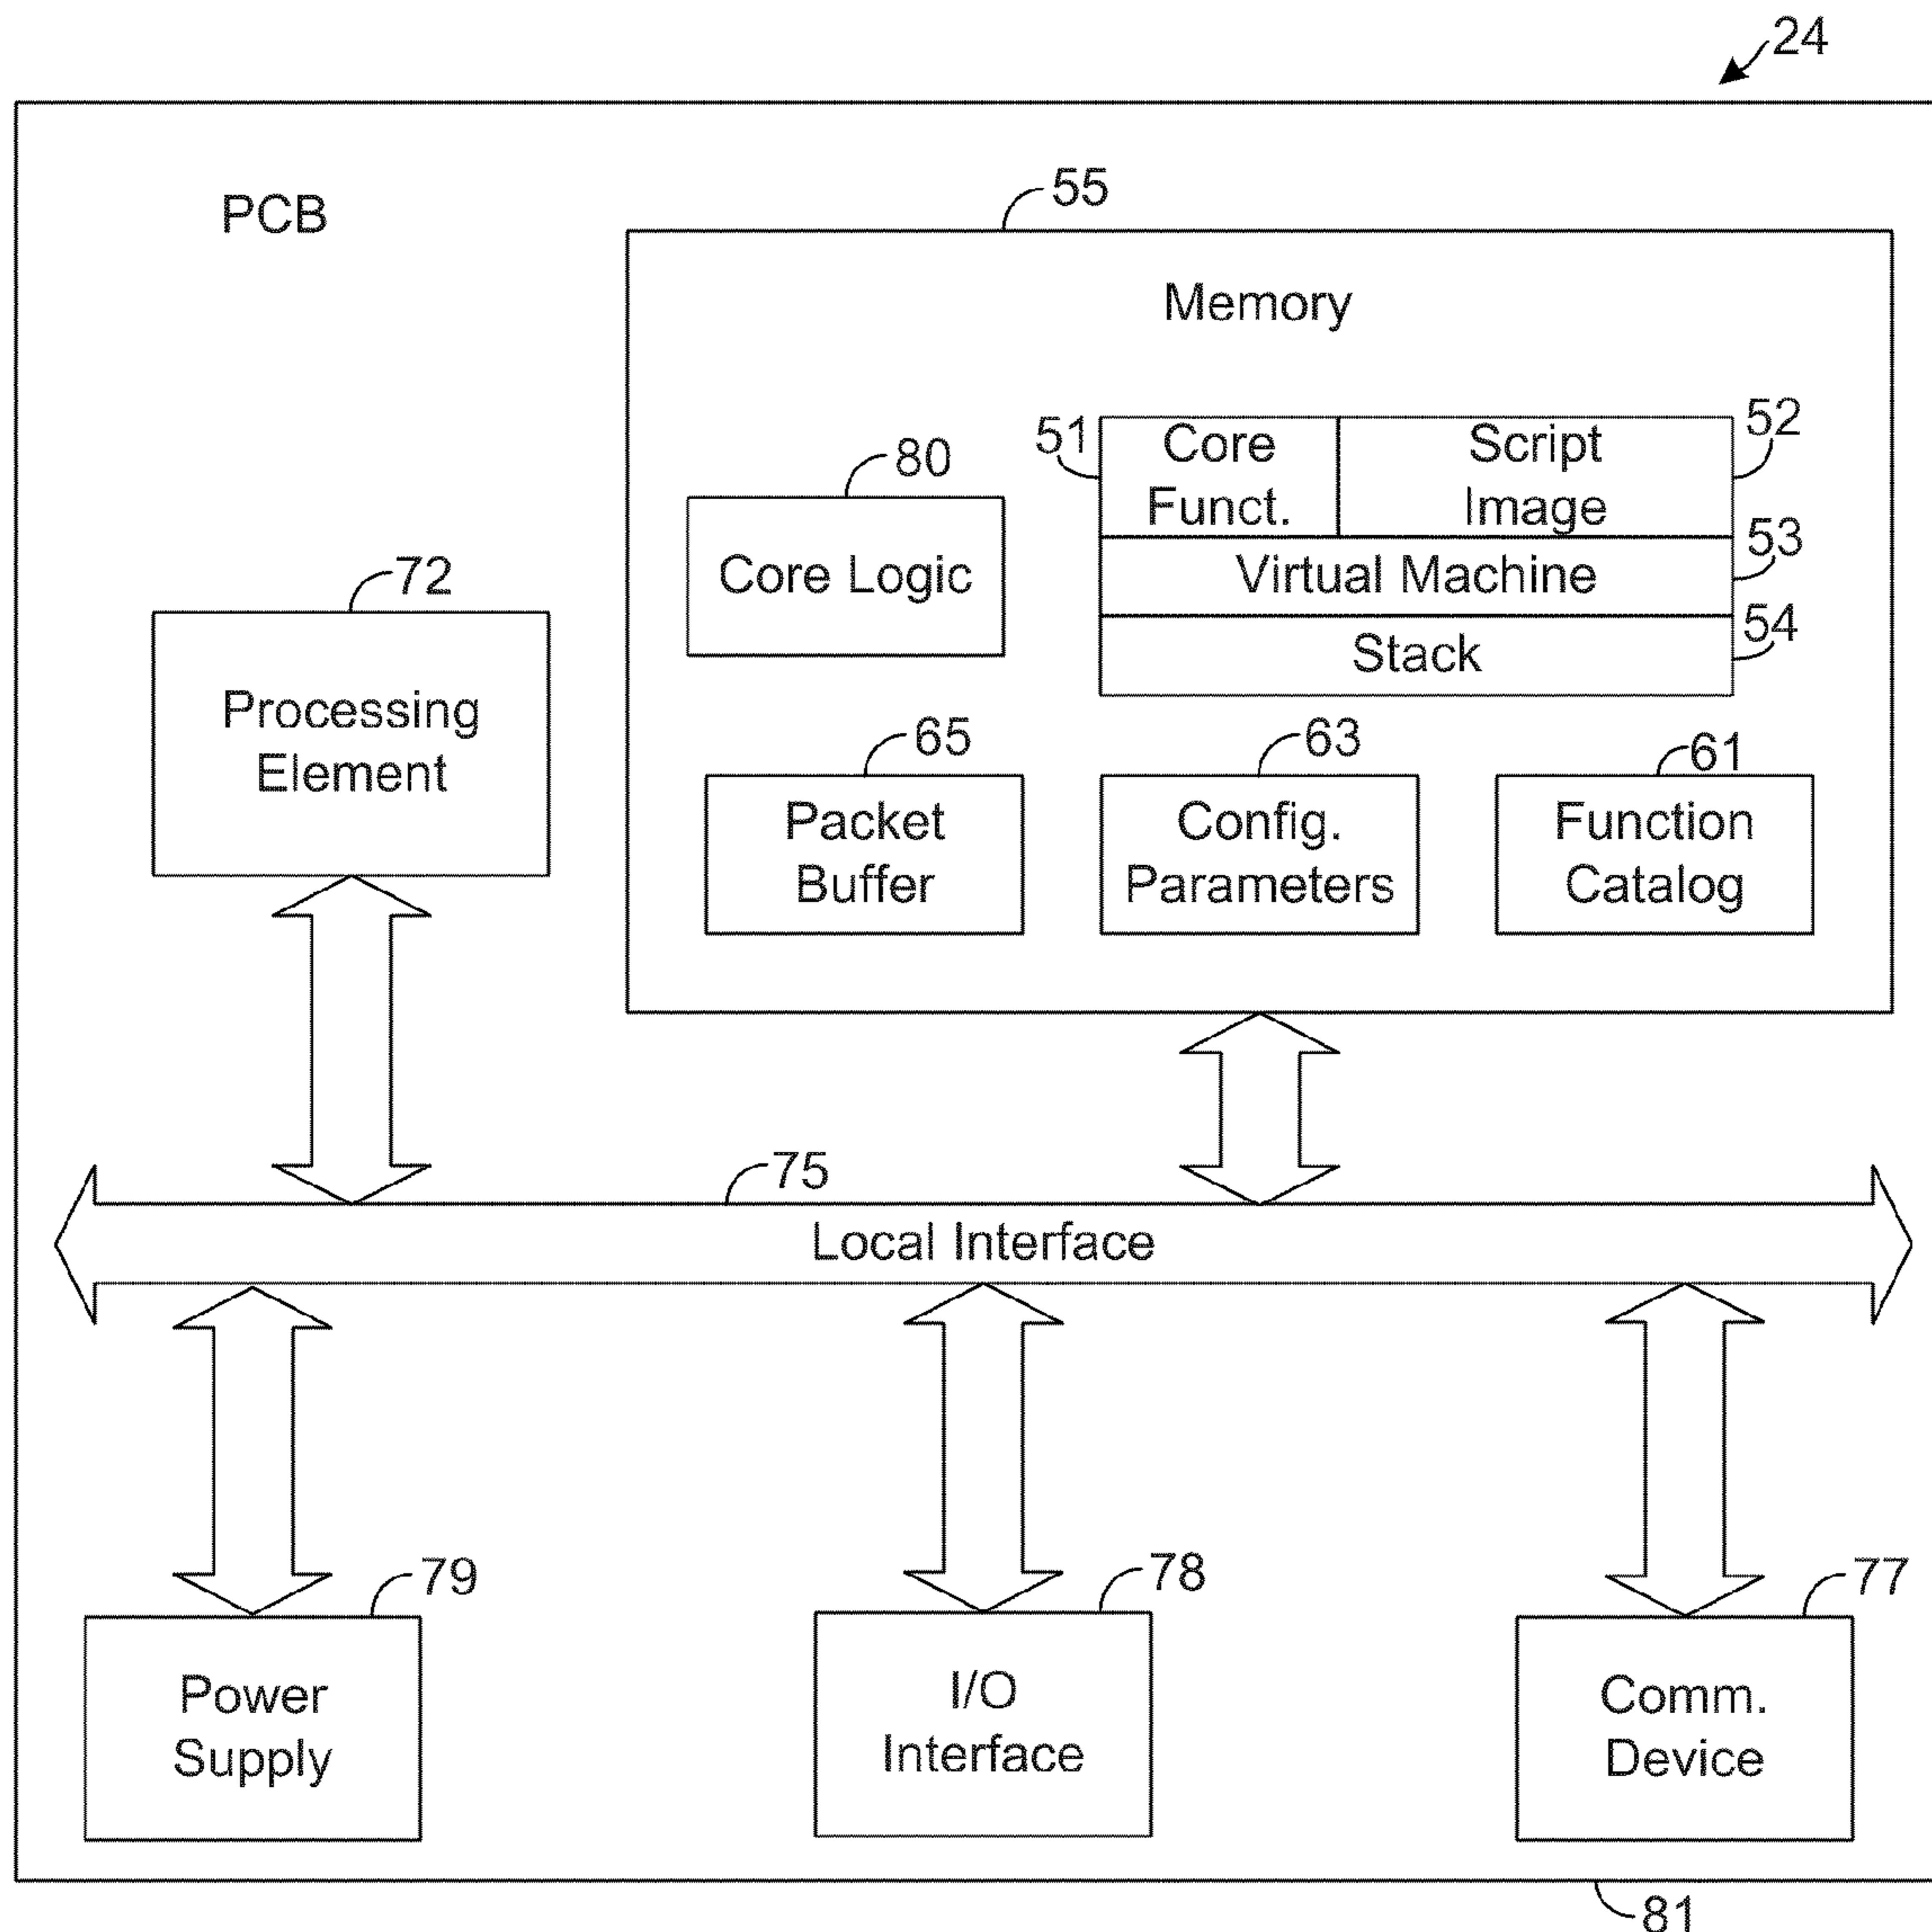 24
PCB
55
Memory
51
Core
Funct.
Script
Image
52
80
Core Logic
Virtual Machine
53
Stack
54
72
Processing
Element
65
Packet
Buffer
63
Config.
Parameters
61
Function
Catalog
75
Local Interface
79
Power
Supply
78
I/O
Interface
77
Comm.
Device
81